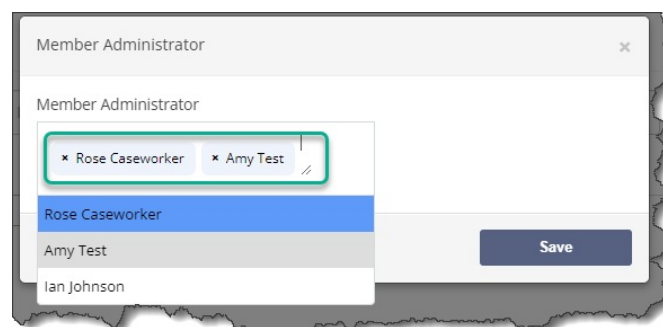 Member Administrator ×
Member Administrator
× Rose Caseworker × Amy Test
Rose Caseworker
Amy Test
Save
Ian Johnson